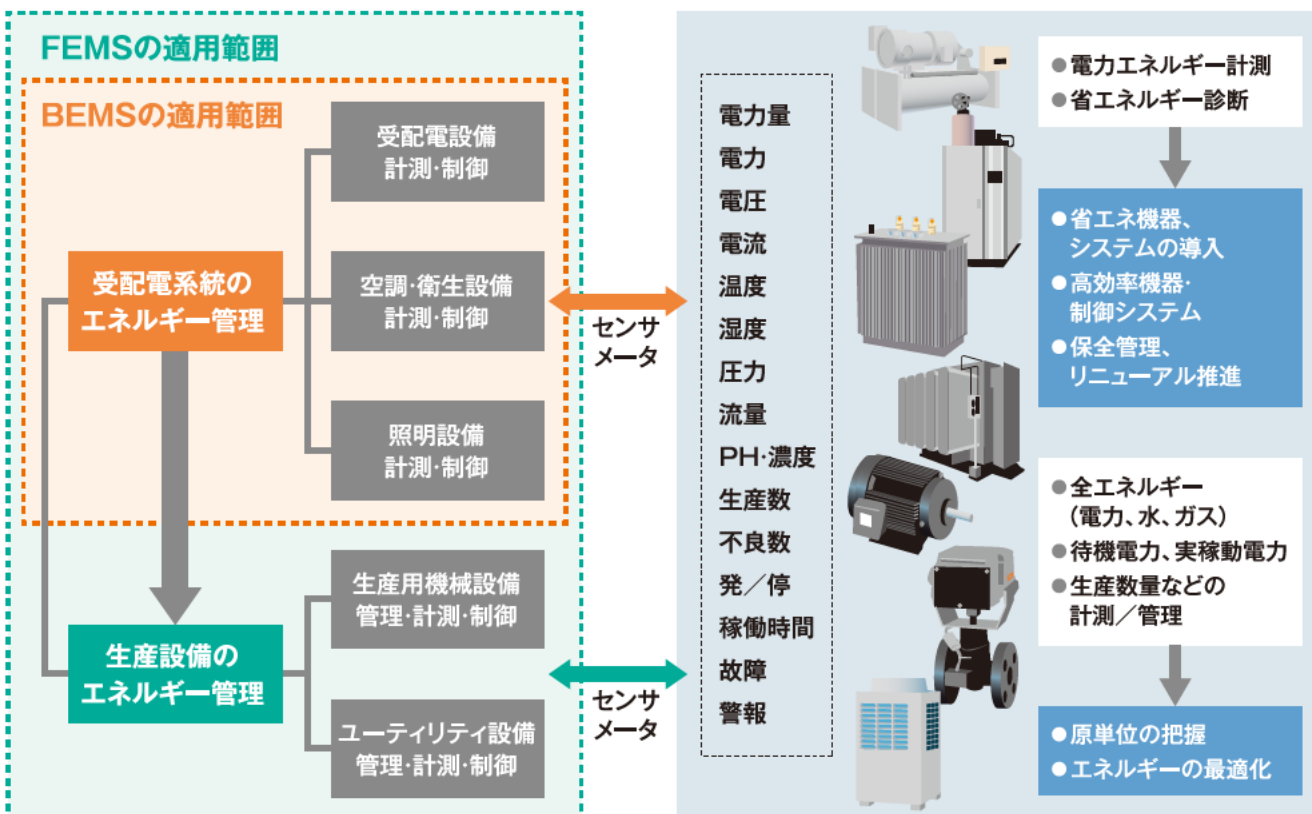 FEMSの適用範囲
BEMSの適用範囲
受配電設備
計測・制御
受配電系統の
エネルギー管理
空調・衛生設備
計測・制御
照明設備
計測・制御
生産用機械設備
管理・計測・制御
生産設備の
エネルギー管理
ユーティリティ設備
管理・計測・制御
センサ
メータ
センサ
メータ
電力量
電力
電圧
電流
温度
湿度
圧力
流量
PH・濃度
生産数
不良数
発／停
稼働時間
故障
警報
●電力エネルギー計測
●省エネルギー診断
●省エネ機器、
システムの導入
●高効率機器・
制御システム
●保全管理、
リニューアル推進
●全エネルギー
（電力、水、ガス）
●待機電力、実稼動電力
●生産数量などの
計測／管理
●原単位の把握
●エネルギーの最適化